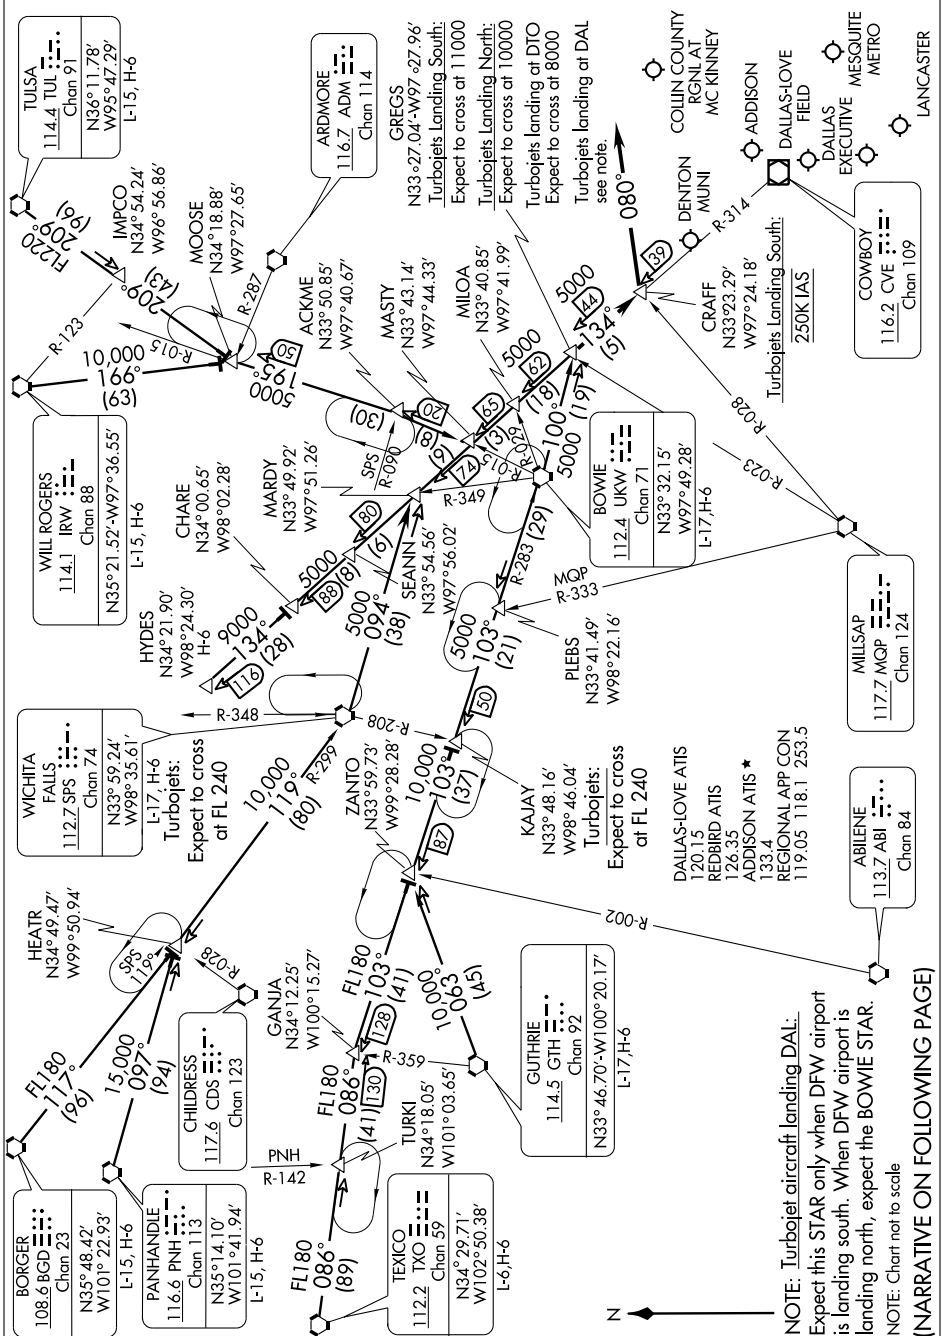 BORGER
108.6 BGD
Chan 23
N35°48.42'
W101° 22.93'
L-15, H-6
PANHANDLE
116.6 PNH
Chan 113
N35°14.10'
W101°41.94'
L-15, H-6
FL180
117°
(96)
15,000
097°
(94)
SPS
119°
HEATR
N34°49.47'
W99°50.94'
R-028
CHILDRESS
117.6 CDS
Chan 123
WICHITA
FALLS
112.7 SPS
Chan 74
N33°59.24'
W98°35.61'
L-17, H-6
Turbojets:
Expect to cross
at FL 240
10,000
119°
(80)
R-299
R-348
R-208
5000
094°
(38)
HYDES
N34°21.90'
W98°24.30'
H-6
9000
134°
(28)
116
CHARE
N34°00.65'
W98°02.28'
5000
88
(8)
MARDY
N33°49.92'
W97°51.26'
80
(6)
SEANN
N33°54.56'
W97°56.02'
WILL ROGERS
114.1 IRW
Chan 88
N35°21.52'-W97°36.55'
L-15, H-6
10,000
166°
(63)
R-123
R-015
TULSA
114.4 TUL
Chan 91
N36°11.78'
W95°47.29'
L-15, H-6
FL220
209°
(96)
IMPCO
N34°54.24'
W96°56.86'
209°
(43)
MOOSE
N34°18.88'
W97°27.65'
R-287
ARDMORE
116.7 ADM
Chan 114
50
5000
195°
(30)
ACKME
N33°50.85'
W97°40.67'
SPS
R-090
20
(8)
(9)
MASTY
N33°43.14'
W97°44.33'
74
65
(3)
R-015
R-029
R-349
MILOA
N33°40.85'
W97°41.99'
5000
62
(18)
GREGS
N33°27.04'-W97°27.96'
Turbojets Landing South:
Expect to cross at 11000
Turbojets Landing North:
Expect to cross at 10000
Turbojets landing at DTO
Expect to cross at 8000
Turbojets landing at DAL
see note.
5000
44
134°
(5)
080°
39
CRAFF
N33°23.29'
W97°24.18'
Turbojets Landing South:
250K IAS
R-314
DENTON
MUNI
COLLIN COUNTY
RGNL AT
MC KINNEY
ADDISON
DALLAS-LOVE
FIELD
DALLAS
EXECUTIVE
MESQUITE
METRO
LANCASTER
COWBOY
116.2 CVE
Chan 109
100°
5000
(19)
BOWIE
112.4 UKW
Chan 71
N33°32.15'
W97°49.28'
L-17,H-6
R-028
R-023
MILLSAP
117.7 MQP
Chan 124
MQP
R-333
R-283
(29)
PLEBS
N33°41.49'
W98°22.16'
5000
103°
(21)
50
KAJAY
N33°48.16'
W98°46.04'
Turbojets:
Expect to cross
at FL 240
10,000
103°
(37)
87
ZANTO
N33°59.73'
W99°28.28'
R-002
ABILENE
113.7 ABI
Chan 84
DALLAS-LOVE ATIS
120.15
REDBIRD ATIS
126.35
ADDISON ATIS★
133.4
REGIONAL APP CON
119.05 118.1 253.5
FL180
103°
(41)
128
10,000
063
(45)
GANJA
N34°12.25'
W100°15.27'
R-359
GUTHRIE
114.5 GTH
Chan 92
N33°46.70'-W100°20.17'
L-17,H-6
FL180
086°
(41)
130
PNH
R-142
TURKI
N34°18.05'
W101°03.65'
FL180
086°
(89)
TEXICO
112.2 TXO
Chan 59
N34°29.71'
W102°50.38'
L-6,H-6
N
NOTE: Turbojet aircraft landing DAL:
Expect this STAR only when DFW airport
is landing south. When DFW airport is
landing north, expect the BOWIE STAR.
NOTE: Chart not to scale
(NARRATIVE ON FOLLOWING PAGE)